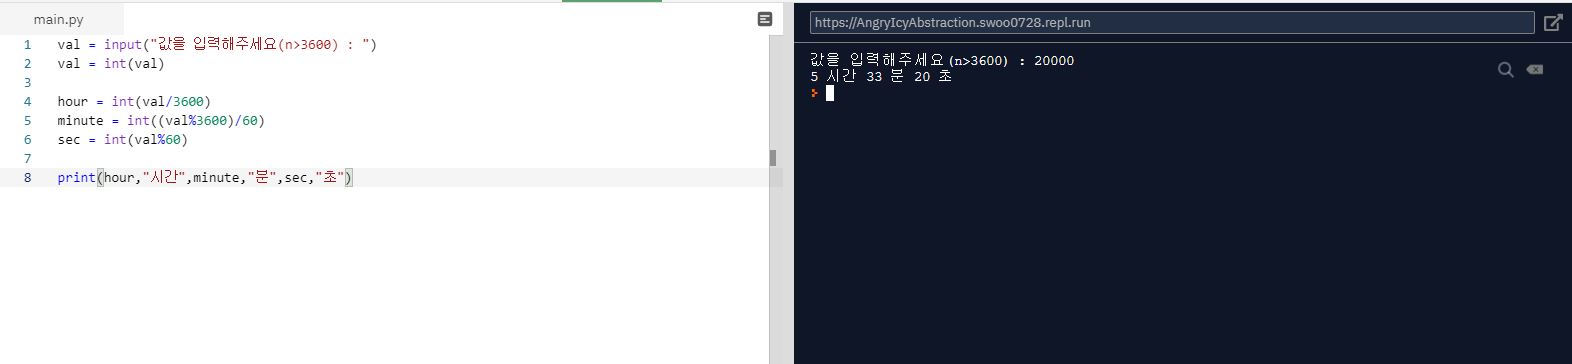 main.py
1 val = input("값을 입력해주세요(n>3600) : ")
2 val = int(val)
3
4 hour = int(val/3600)
5 minute = int((val%3600)/60)
6 sec = int(val%60)
7
8 print(hour,"시간",minute,"분",sec,"초")
https://AngryIcyAbstraction.swoo0728.repl.run
값을 입력해주세요(n>3600) : 20000
5 시간 33 분 20 초
>